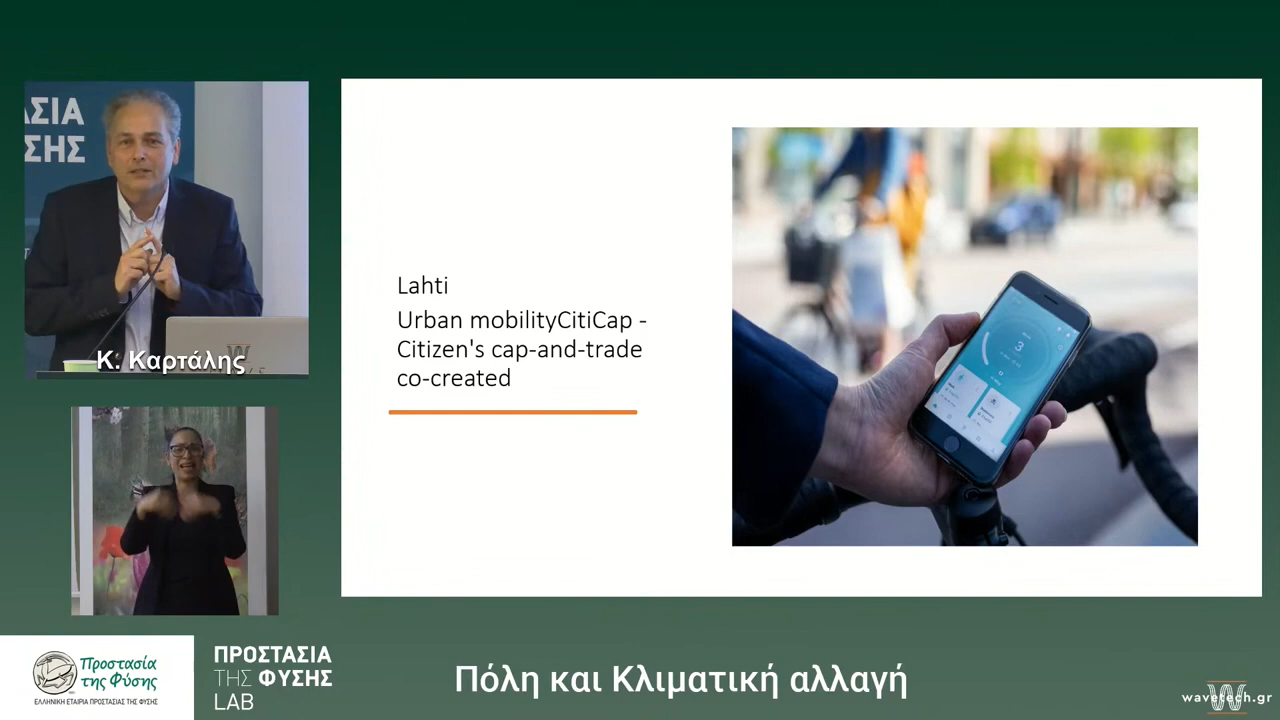 ΑΣΙΑ
ΣΗΣ
Κ. Καρτάλης
Lahti
Urban mobilityCitiCap -
Citizen's cap-and-trade
co-created
3
Προστασία
της Φύσης
ΕΛΛΗΝΙΚΗ ΕΤΑΙΡΙΑ ΠΡΟΣΤΑΣΙΑΣ ΤΗΣ ΦΥΣΗΣ
ΠΡΟΣΤΑΣΙΑ
ΤΗΣ ΦΥΣΗΣ
LAB
Πόλη και Κλιματική αλλαγή
wavetech.gr